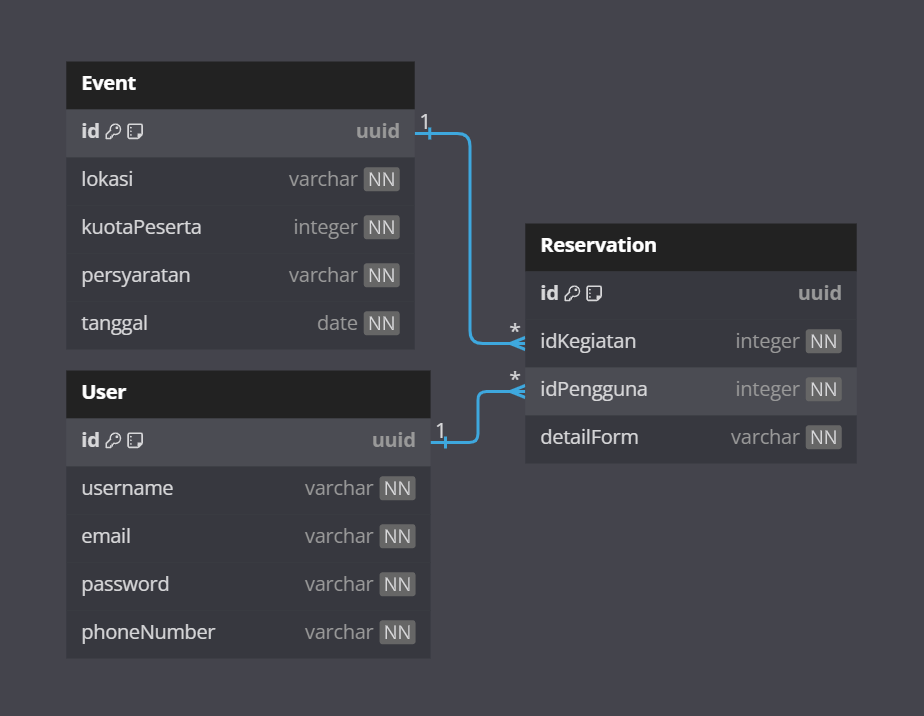 Event
id uuid
1
lokasi varchar NN
kuotaPeserta integer NN
persyaratan varchar NN
tanggal date NN
User
id uuid
1
username varchar NN
email varchar NN
password varchar NN
phoneNumber varchar NN
Reservation
id uuid
*
idKegiatan integer NN
*
idPengguna integer NN
detailForm varchar NN